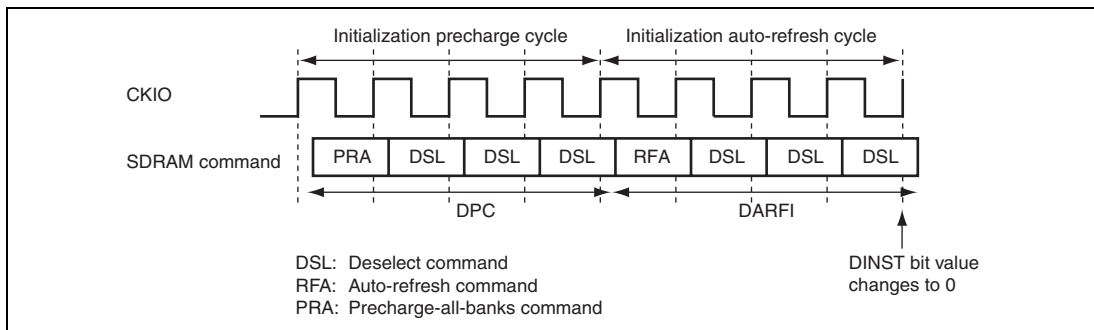 Initialization precharge cycle Initialization auto-refresh cycle
CKIO
SDRAM command PRA DSL DSL DSL RFA DSL DSL DSL
DPC DARFI
DSL: Deselect command
RFA: Auto-refresh command
PRA: Precharge-all-banks command
DINST bit value
changes to 0